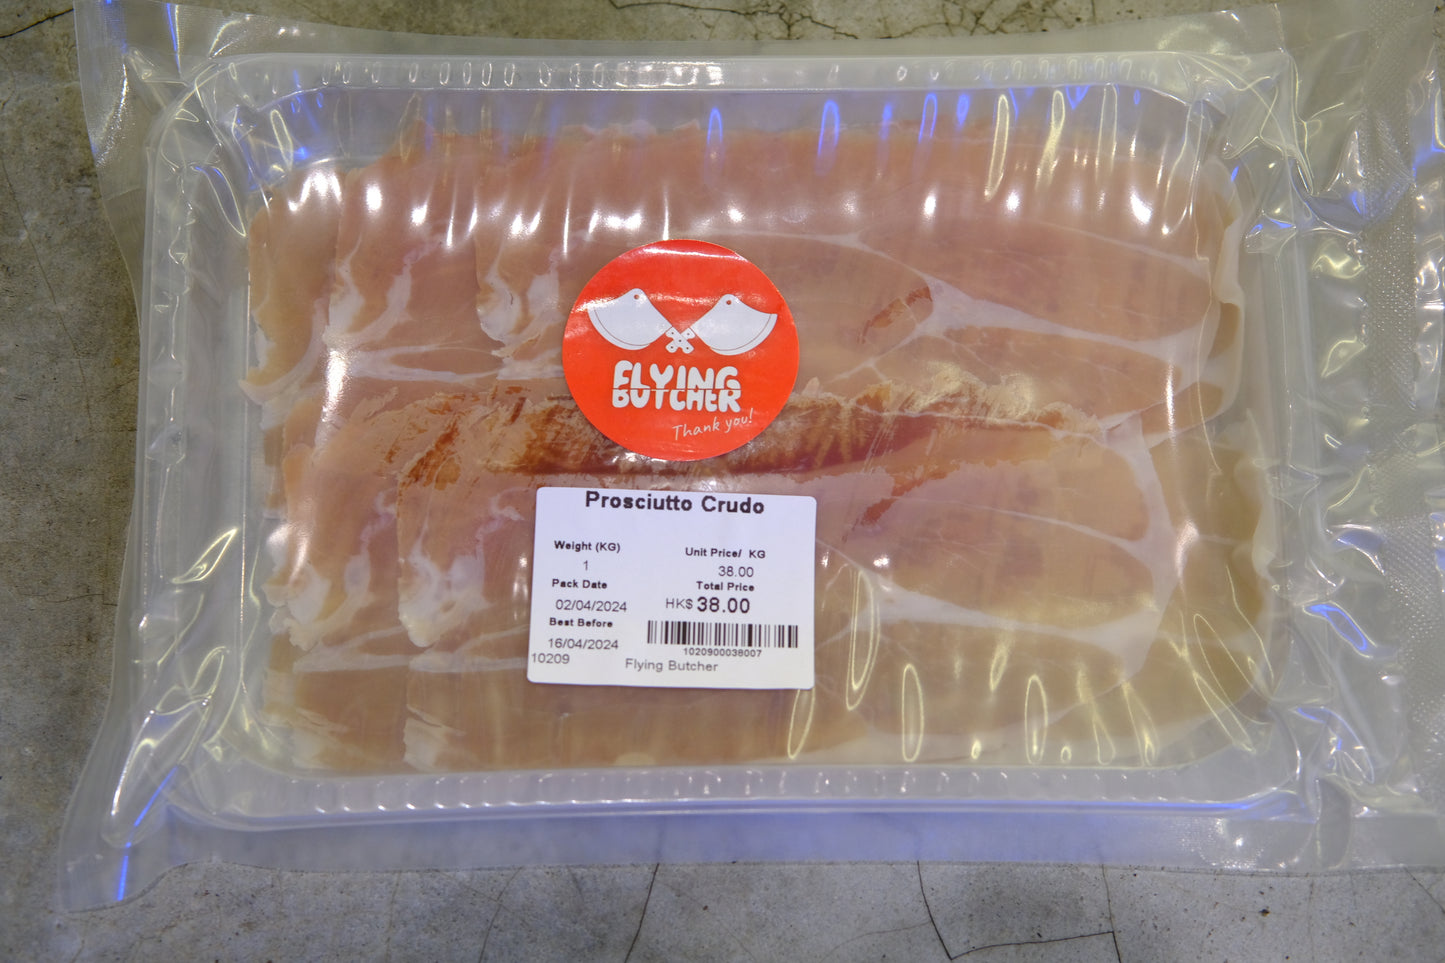 FLYING
BUTCHER
Thank you!
Prosciutto Crudo
Weight (KG) Unit Price/ KG
1 38.00
Pack Date Total Price
02/04/2024 HK$ 38.00
Best Before
16/04/2024 1020900038007
10209 Flying Butcher